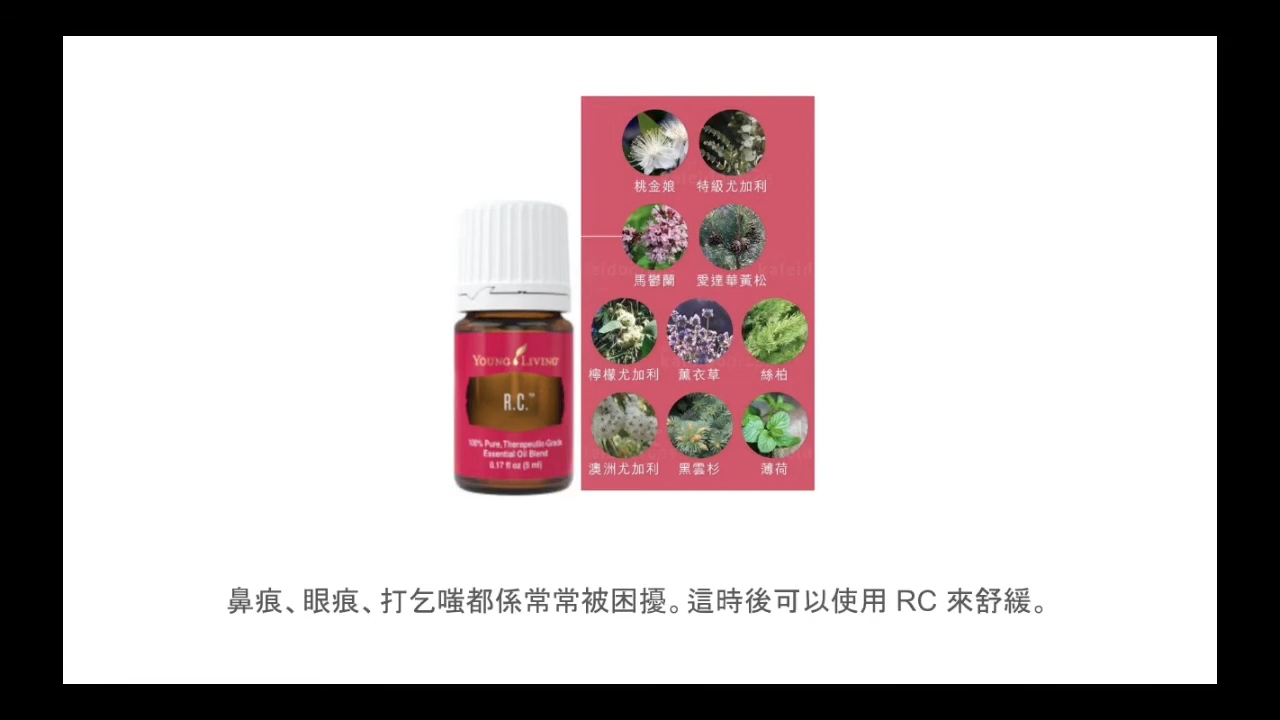 桃金娘 特級尤加利
馬鬱蘭 愛達華黃松
檸檬尤加利 薰衣草 絲柏
澳洲尤加利 黑雲杉 薄荷
YOUNG LIVING
R.C.™
100% Pure, Therapeutic-Grade
Essential Oil Blend
0.17 fl oz (5 ml)
鼻痕、眼痕、打乞嗤都係常常被困擾。這時後可以使用 RC 來舒緩。